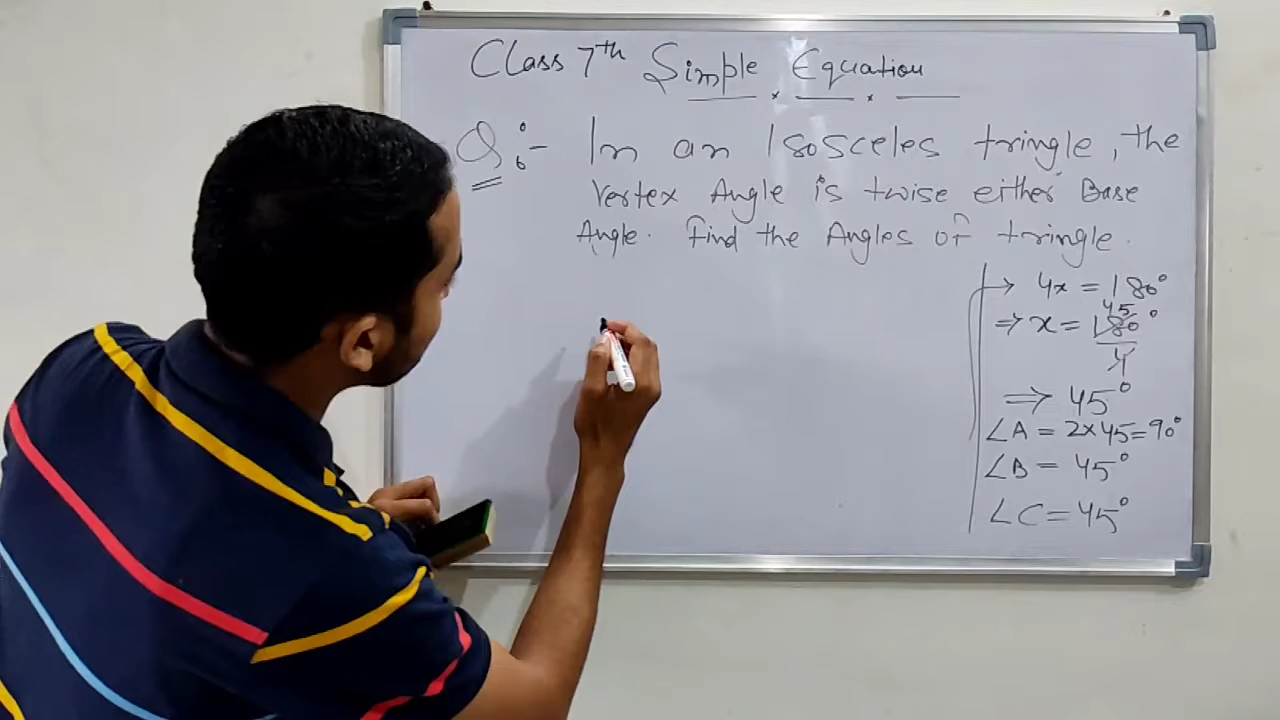 Class 7th Simple Equation
Q:- In an Isosceles tringle, the
vertex Angle is twise either Base
Angle. Find the Angles of tringle.
→ 4x = 180°
⇒ x = 180° / 4 45
⇒ 45°
∠A = 2x45=90°
∠B = 45°
∠C = 45°